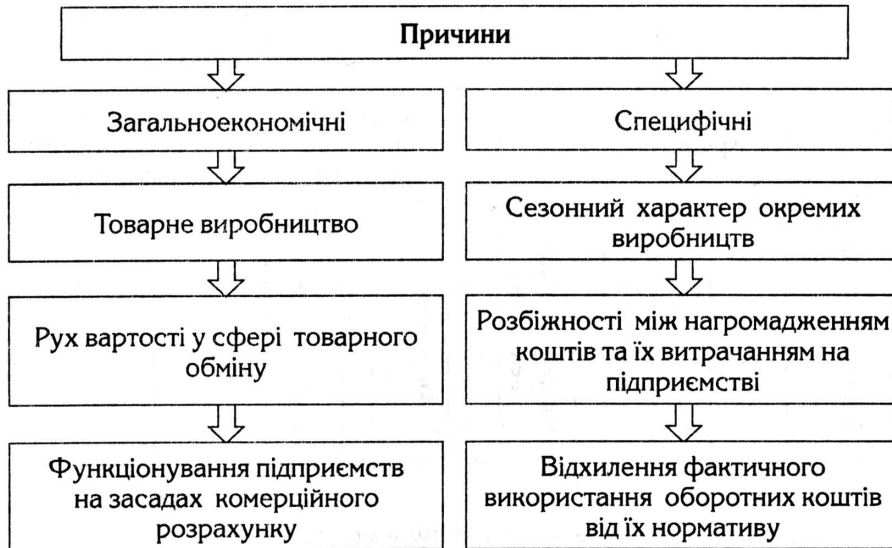 Причини
Загальноекономічні
Специфічні
Товарне виробництво
Сезонний характер окремих
виробництв
Рух вартості у сфері товарного
обміну
Розбіжності між нагромадженням
коштів та їх витрачанням на
підприємстві
Функціонування підприємств
на засадах комерційного
розрахунку
Відхилення фактичного
використання оборотних коштів
від їх нормативу